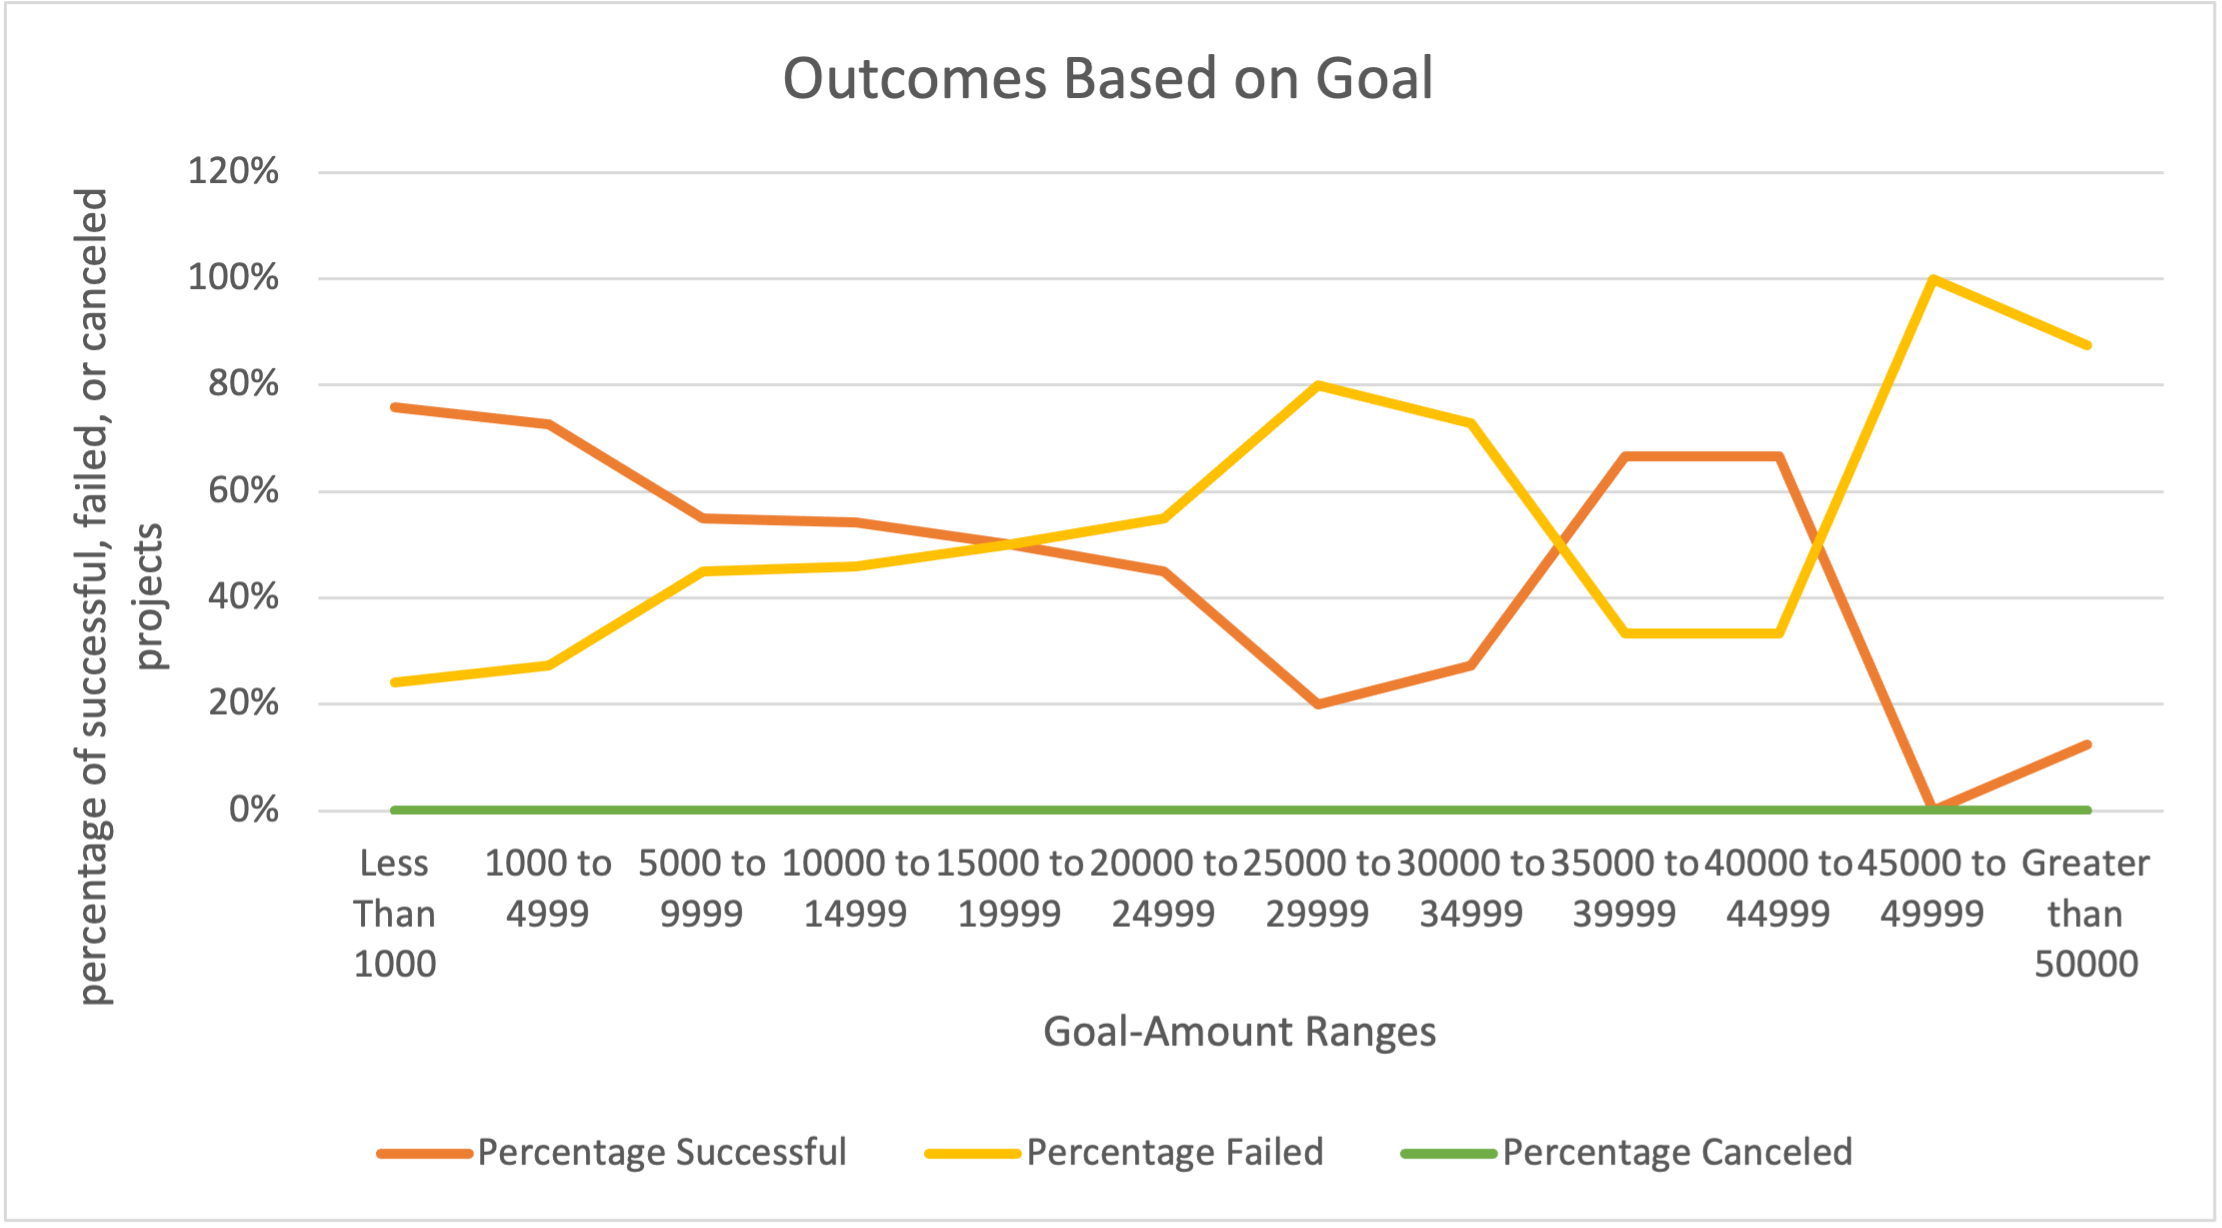 Outcomes Based on Goal
percentage of successful, failed, or canceled
projects
120%
100%
80%
60%
40%
20%
0%
Less
Than
1000
1000 to
4999
5000 to
9999
10000 to
14999
15000 to
19999
20000 to
24999
25000 to
29999
30000 to
34999
35000 to
39999
40000 to
44999
45000 to
49999
Greater
than
50000
Goal-Amount Ranges
Percentage Successful
Percentage Failed
Percentage Canceled